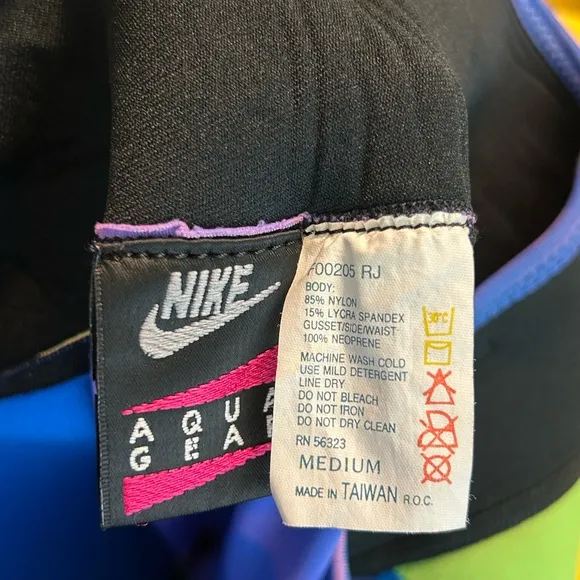 NIKE
AQUA
GEAR
F00205 RJ
BODY:
85% NYLON
15% LYCRA SPANDEX
GUSSET/SIDE/WAIST
100% NEOPRENE
MACHINE WASH COLD
USE MILD DETERGENT
LINE DRY
DO NOT BLEACH
DO NOT IRON
DO NOT DRY CLEAN
RN 56323
MEDIUM
MADE IN TAIWAN R.O.C.
30°C